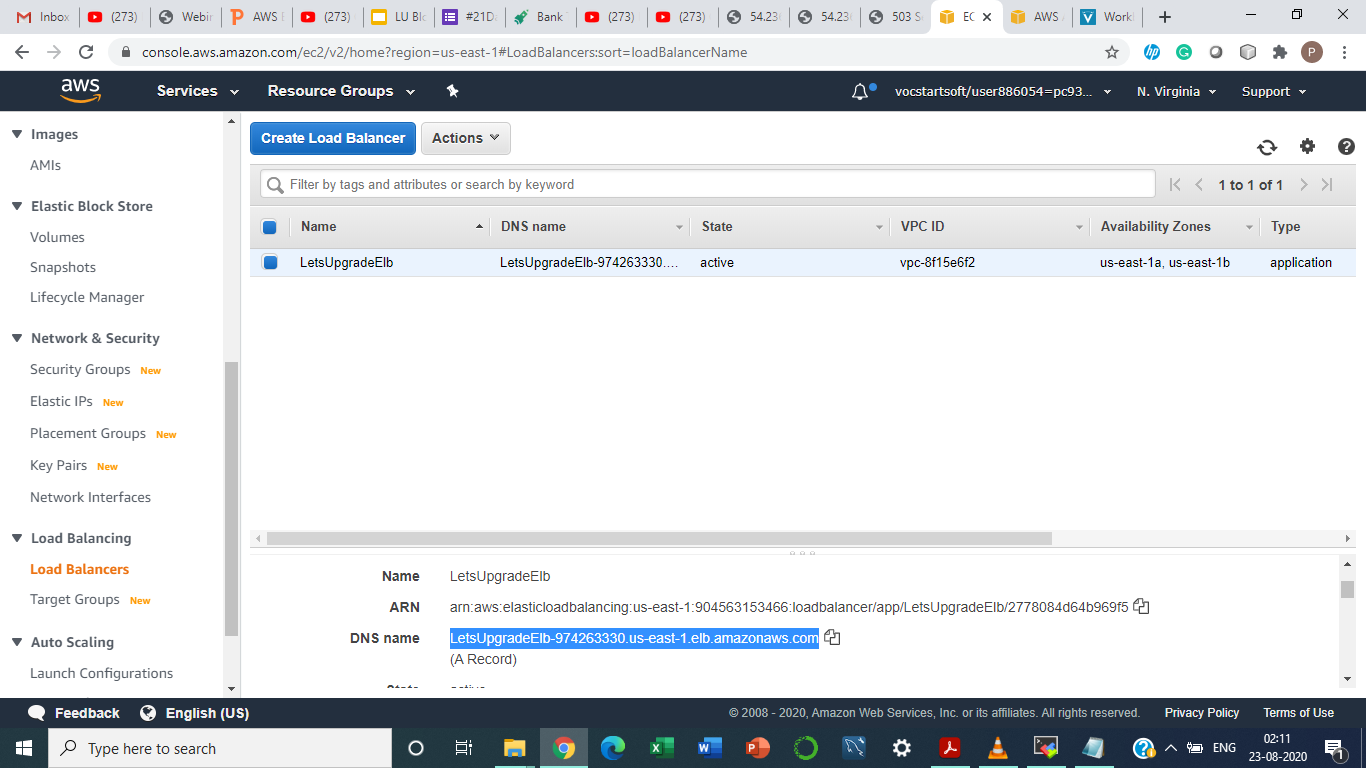 Inbox (273) Webin AWS E (273) LU Blo #21Da Bank (273) (273) 54.23 54.23 503 S EC AWS Work
console.aws.amazon.com/ec2/v2/home?region=us-east-1#LoadBalancers:sort=loadBalancerName P
aws Services Resource Groups vocstartsoft/user886054=pc93... N. Virginia Support
Images
AMIs
Elastic Block Store
Volumes
Snapshots
Lifecycle Manager
Network & Security
Security Groups New
Elastic IPs New
Placement Groups New
Key Pairs New
Network Interfaces
Load Balancing
Load Balancers
Target Groups New
Auto Scaling
Launch Configurations
Create Load Balancer Actions
Filter by tags and attributes or search by keyword 1 to 1 of 1
Name DNS name State VPC ID Availability Zones Type
LetsUpgradeElb LetsUpgradeElb-974263330.... active vpc-8f15e6f2 us-east-1a, us-east-1b application
Name LetsUpgradeElb
ARN arn:aws:elasticloadbalancing:us-east-1:904563153466:loadbalancer/app/LetsUpgradeElb/2778084d64b969f5
DNS name LetsUpgradeElb-974263330.us-east-1.elb.amazonaws.com
(A Record)
Feedback English (US) © 2008 - 2020, Amazon Web Services, Inc. or its affiliates. All rights reserved. Privacy Policy Terms of Use
Type here to search ENG 02:11
23-08-2020 1